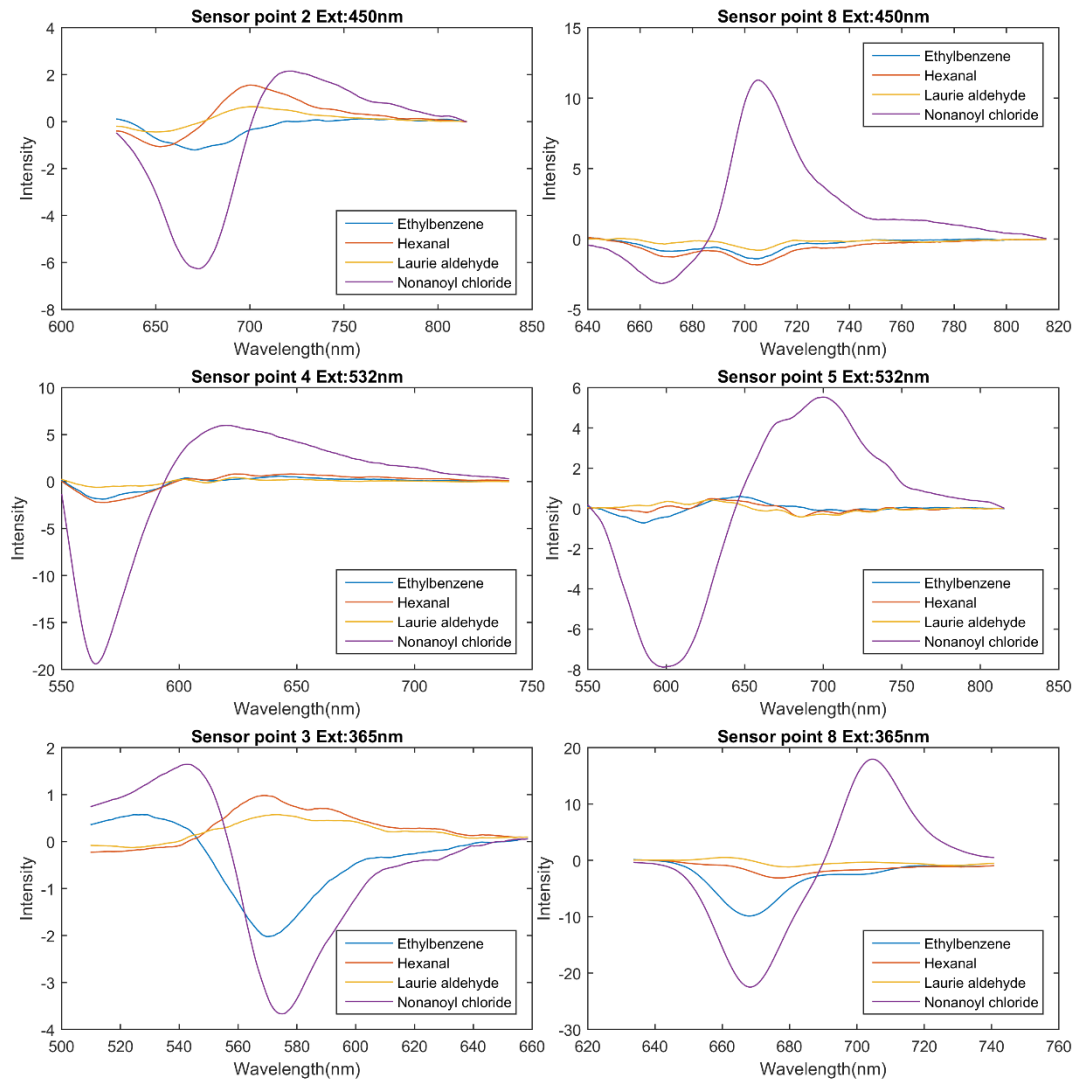 Sensor point 2 Ext:450nm
4
2
0
-2
-4
-6
-8
Intensity
600 650 700 750 800 850
Wavelength(nm)
Ethylbenzene
Hexanal
Laurie aldehyde
Nonanoyl chloride
Sensor point 8 Ext:450nm
15
10
5
0
-5
Intensity
640 660 680 700 720 740 760 780 800 820
Wavelength(nm)
Ethylbenzene
Hexanal
Laurie aldehyde
Nonanoyl chloride
Sensor point 4 Ext:532nm
10
5
0
-5
-10
-15
-20
Intensity
550 600 650 700 750
Wavelength(nm)
Ethylbenzene
Hexanal
Laurie aldehyde
Nonanoyl chloride
Sensor point 5 Ext:532nm
6
4
2
0
-2
-4
-6
-8
Intensity
550 600 650 700 750 800 850
Wavelength(nm)
Ethylbenzene
Hexanal
Laurie aldehyde
Nonanoyl chloride
Sensor point 3 Ext:365nm
2
1
0
-1
-2
-3
-4
Intensity
500 520 540 560 580 600 620 640 660
Wavelength(nm)
Ethylbenzene
Hexanal
Laurie aldehyde
Nonanoyl chloride
Sensor point 8 Ext:365nm
20
10
0
-10
-20
-30
Intensity
620 640 660 680 700 720 740 760
Wavelength(nm)
Ethylbenzene
Hexanal
Laurie aldehyde
Nonanoyl chloride